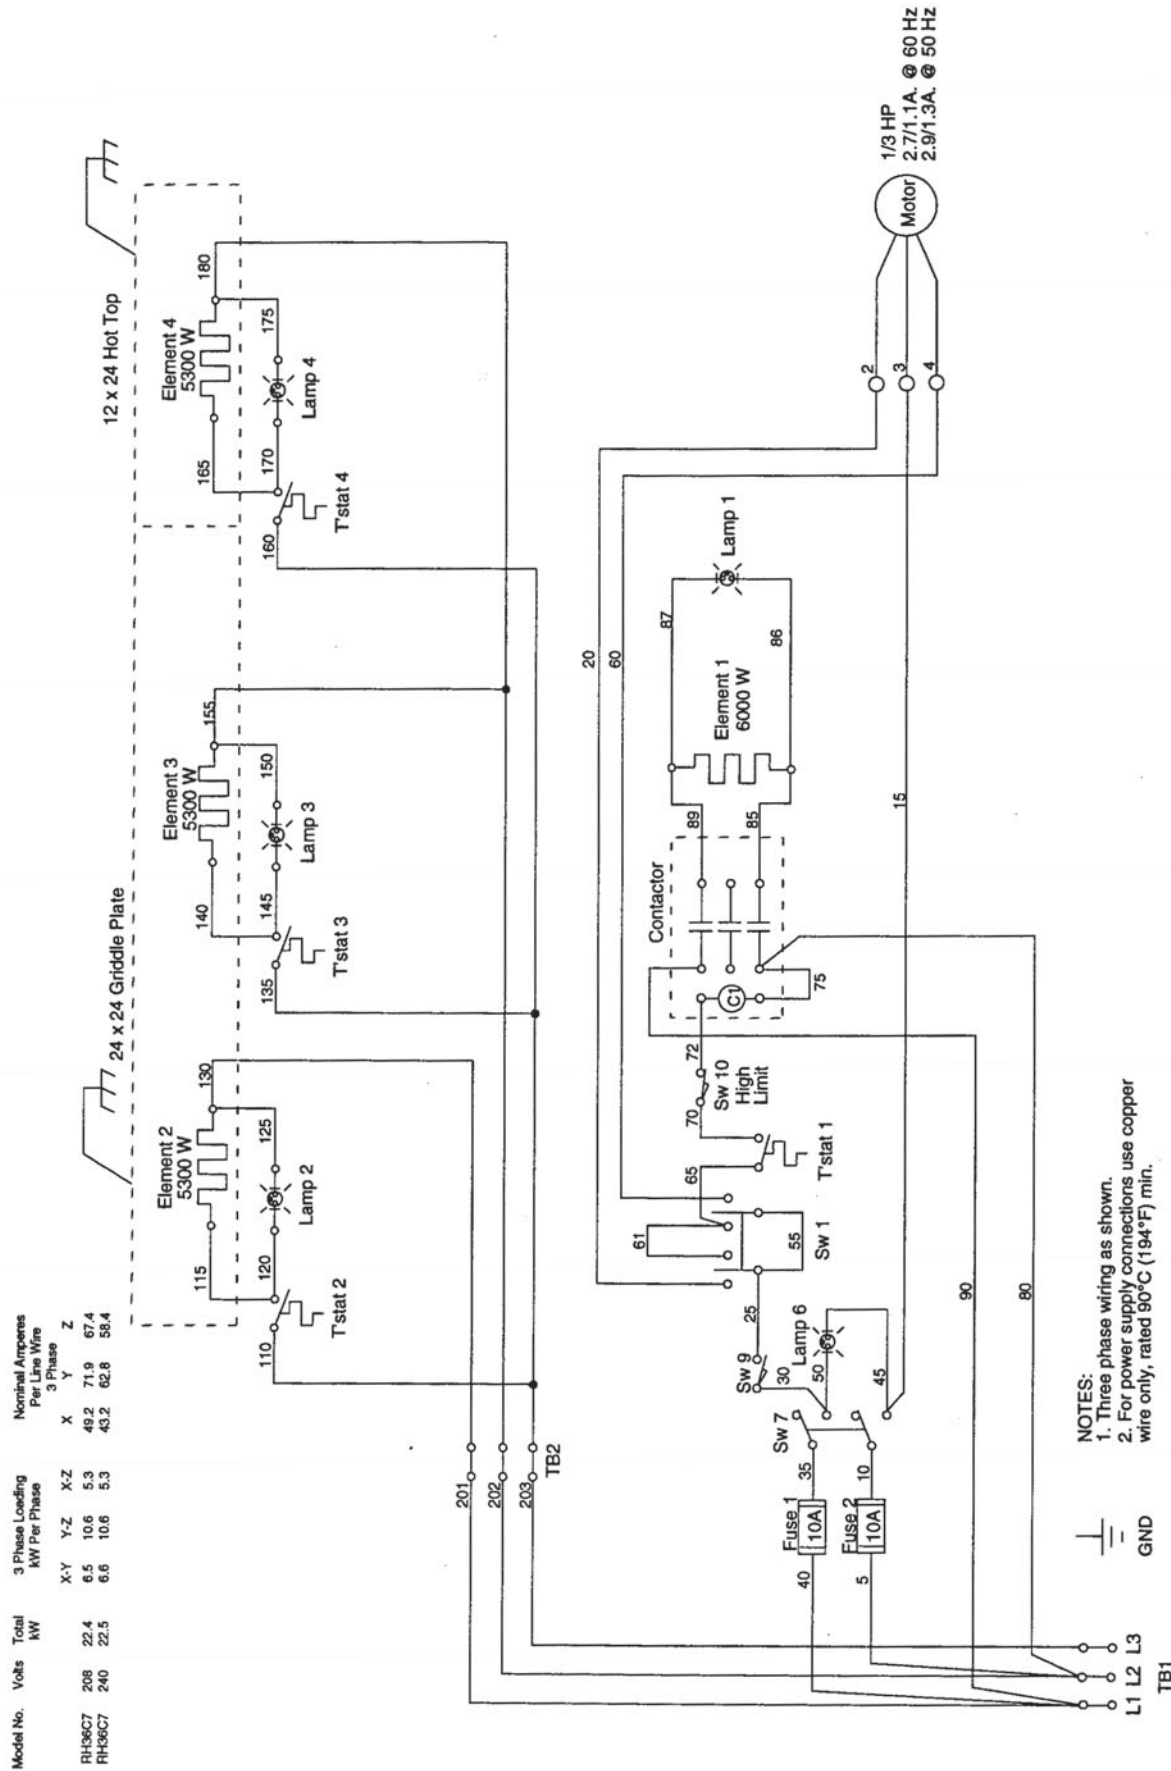 Model No. Volts Total kW 3 Phase Loading kW Per Phase Nominal Amperes Per Line Wire 3 Phase
X-Y Y-Z X-Z X Y Z
RH36C7 208 22.4 6.5 10.6 5.3 49.2 71.9 67.4
RH36C7 240 22.5 6.6 10.6 5.3 43.2 62.8 58.4
24 x 24 Griddle Plate
12 x 24 Hot Top
Element 2
5300 W
115
130
120
125
110
Lamp 2
T'stat 2
Element 3
5300 W
140
155
145
150
135
Lamp 3
T'stat 3
Element 4
5300 W
165
180
170
175
160
Lamp 4
T'stat 4
201
202
203
TB2
20
60
61
55
Sw 1
65
T'stat 1
70
Sw 10
High
Limit
72
Contactor
C1
75
89
85
87
86
Element 1
6000 W
Lamp 1
25
Sw 9
30
Lamp 6
50
45
Sw 7
35
10
Fuse 1
10A
Fuse 2
10A
40
5
15
90
80
2
3
4
Motor
1/3 HP
2.7/1.1A. @ 60 Hz
2.9/1.3A. @ 50 Hz
L1 L2 L3
TB1
GND
NOTES:
1. Three phase wiring as shown.
2. For power supply connections use copper
wire only, rated 90°C (194°F) min.